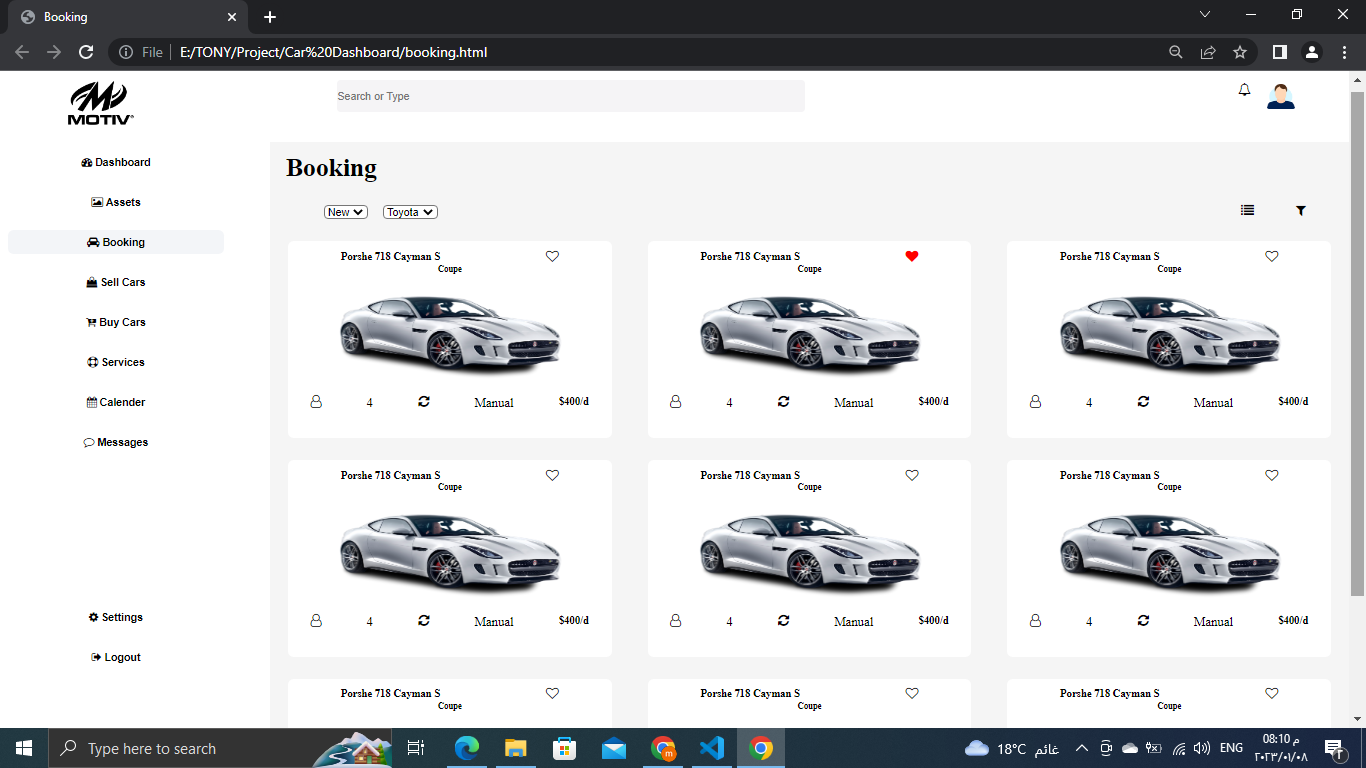 Booking
File
E:/TONY/Project/Car%20Dashboard/booking.html
MOTIV
Search or Type
Dashboard
Assets
Booking
Sell Cars
Buy Cars
Services
Calender
Messages
Settings
Logout
Booking
New
Toyota
Porshe 718 Cayman S
Coupe
4
Manual
$400/d
Porshe 718 Cayman S
Coupe
4
Manual
$400/d
Porshe 718 Cayman S
Coupe
4
Manual
$400/d
Porshe 718 Cayman S
Coupe
4
Manual
$400/d
Porshe 718 Cayman S
Coupe
4
Manual
$400/d
Porshe 718 Cayman S
Coupe
4
Manual
$400/d
Porshe 718 Cayman S
Coupe
Porshe 718 Cayman S
Coupe
Porshe 718 Cayman S
Coupe
Type here to search
m
18°C غائم
ENG
08:10 م
٢٠٢٣/٠١/٠٨
T